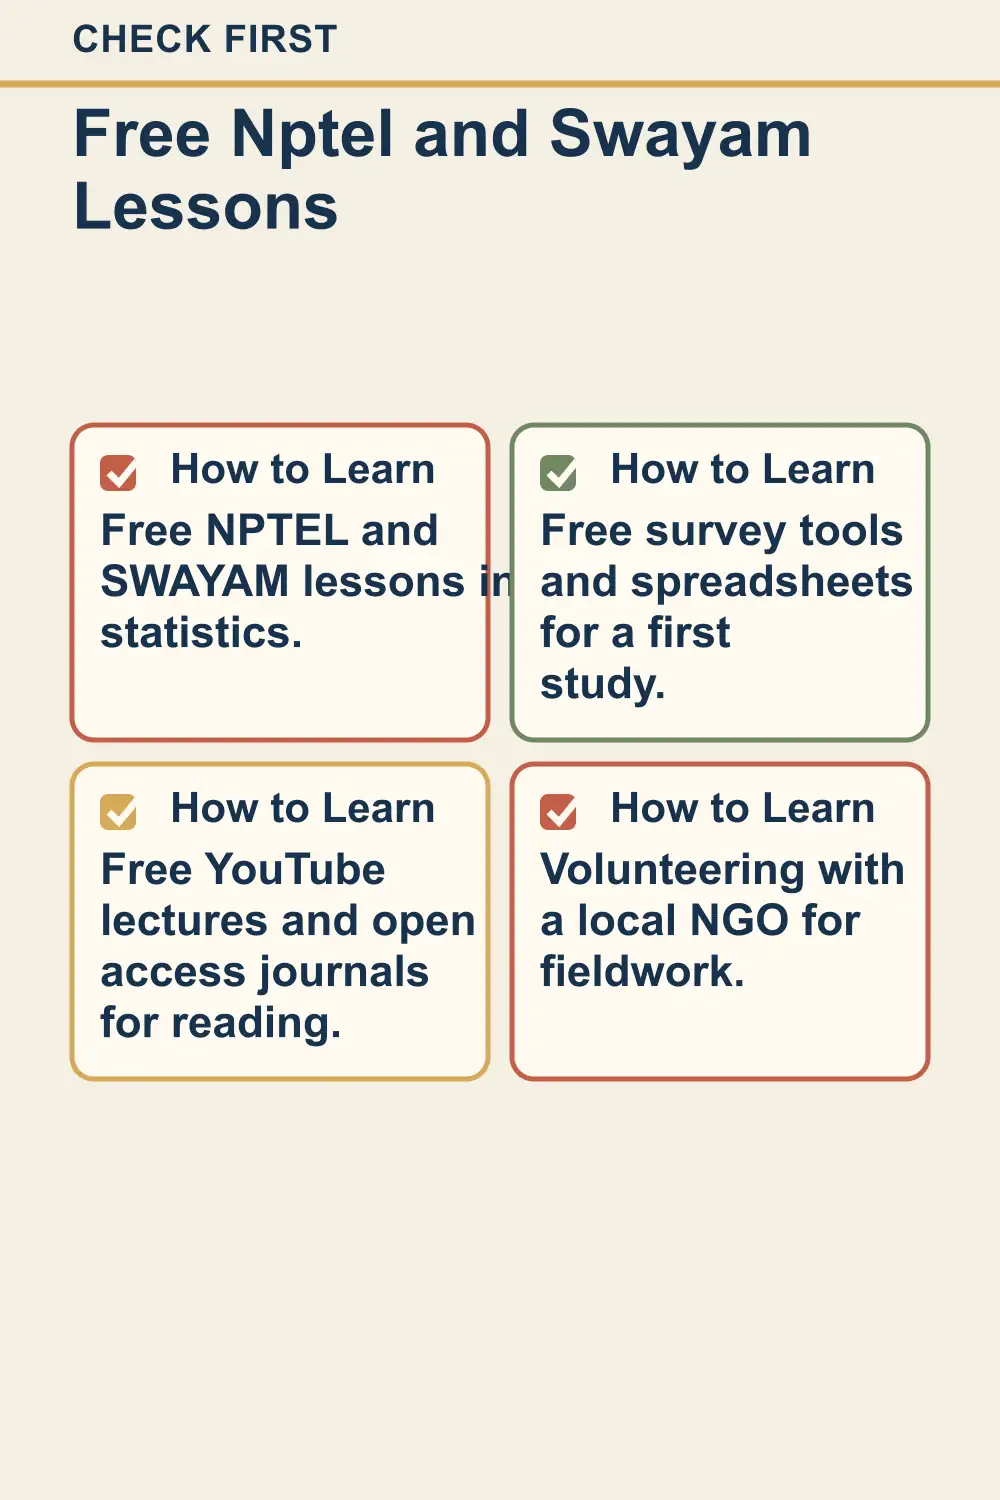 CHECK FIRST
Free Nptel and Swayam
Lessons
How to Learn
Free NPTEL and
SWAYAM lessons in
statistics.
How to Learn
Free survey tools
and spreadsheets
for a first
study.
How to Learn
Free YouTube
lectures and open
access journals
for reading.
How to Learn
Volunteering with
a local NGO for
fieldwork.